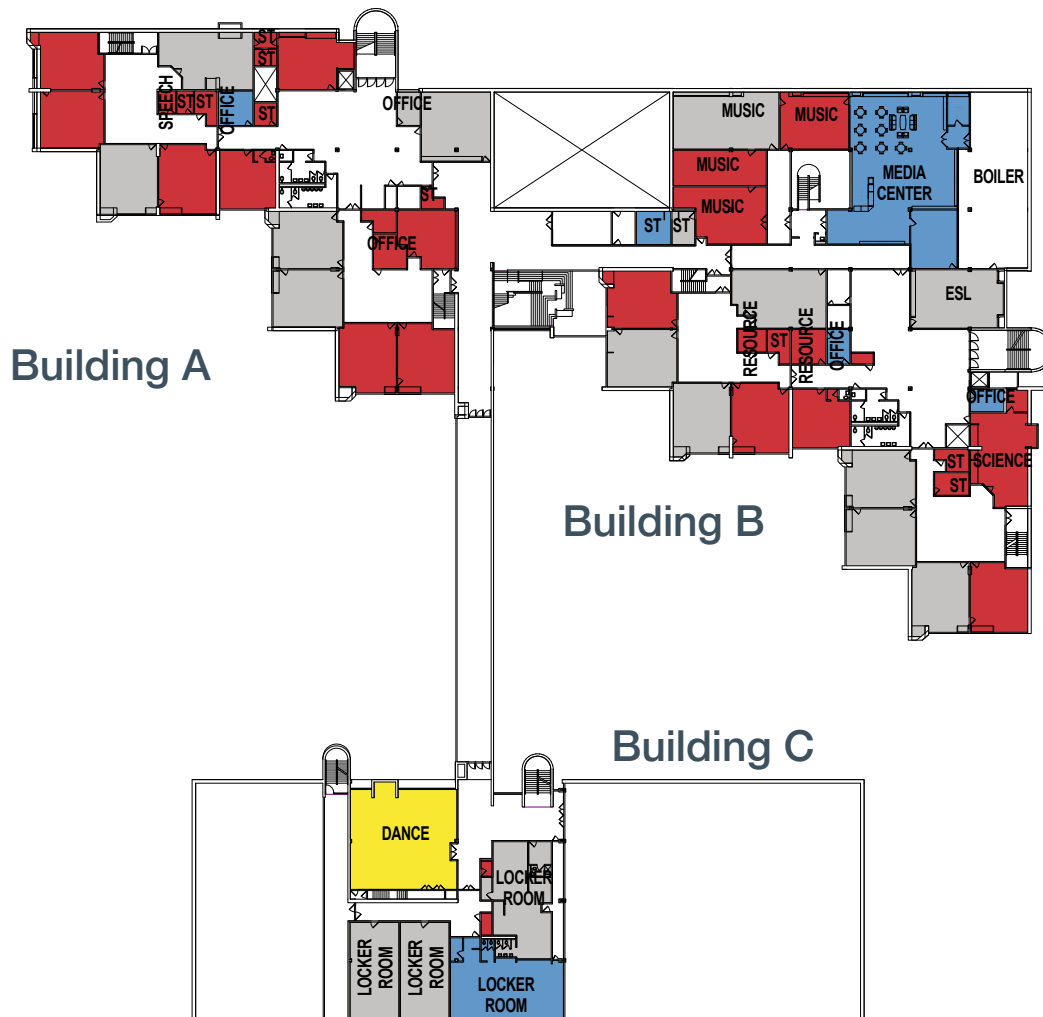 ST
ST
SPEECH
ST
ST
OFFICE
ST
OFFICE
MUSIC
MUSIC
MUSIC
MUSIC
MEDIA
CENTER
BOILER
ST
OFFICE
ST
ST
ESL
Building A
RESOURCE
ST
RESOURCE
OFFICE
OFFICE
ST
ST
SCIENCE
Building B
Building C
DANCE
LOCKER
ROOM
LOCKER
ROOM
LOCKER
ROOM
LOCKER
ROOM